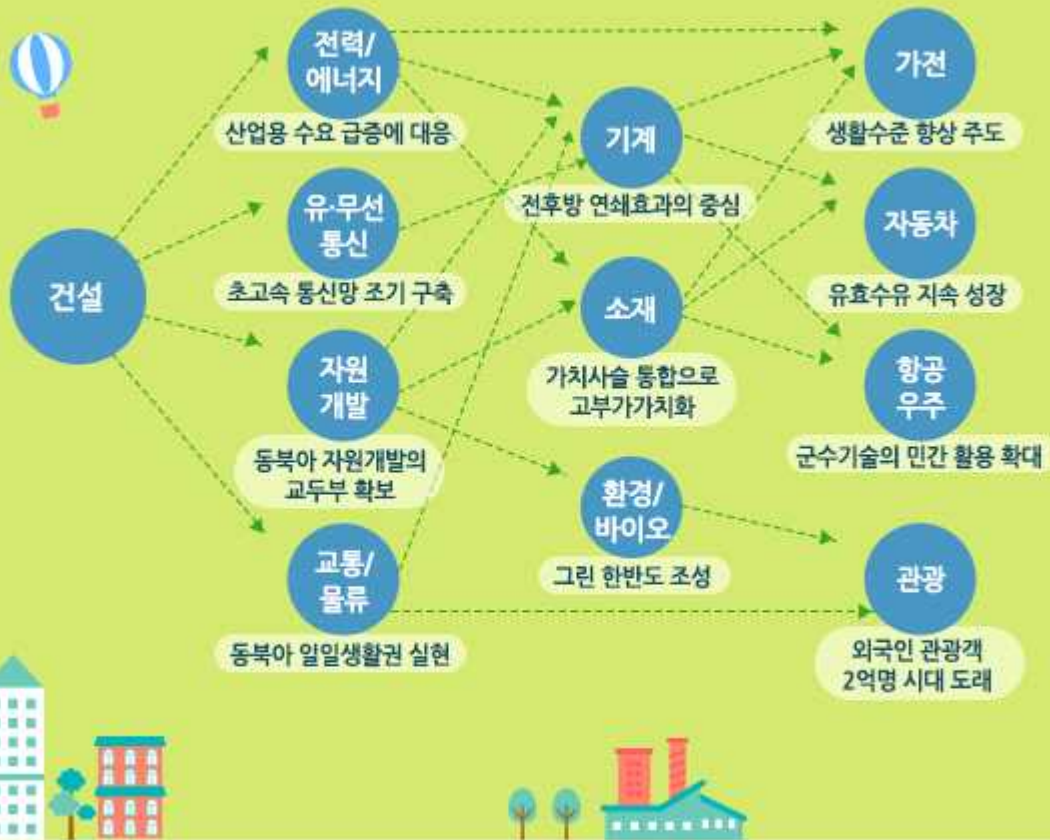 건설
전력/
에너지
산업용 수요 급증에 대응
유·무선
통신
초고속 통신망 조기 구축
자원
개발
동북아 자원개발의
교두부 확보
교통/
물류
동북아 일일생활권 실현
기계
전후방 연쇄효과의 중심
소재
가치사슬 통합으로
고부가가치화
환경/
바이오
그린 한반도 조성
가전
생활수준 향상 주도
자동차
유효수유 지속 성장
항공
우주
군수기술의 민간 활용 확대
관광
외국인 관광객
2억명 시대 도래